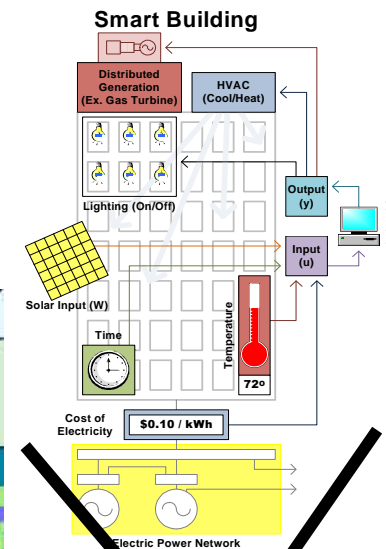 Smart Building
Distributed
Generation
(Ex. Gas Turbine)
HVAC
(Cool/Heat)
Lighting (On/Off)
Output
(y)
Input
(u)
Solar Input (W)
Time
Temperature
72º
Cost of
Electricity
$0.10 / kWh
Electric Power Network